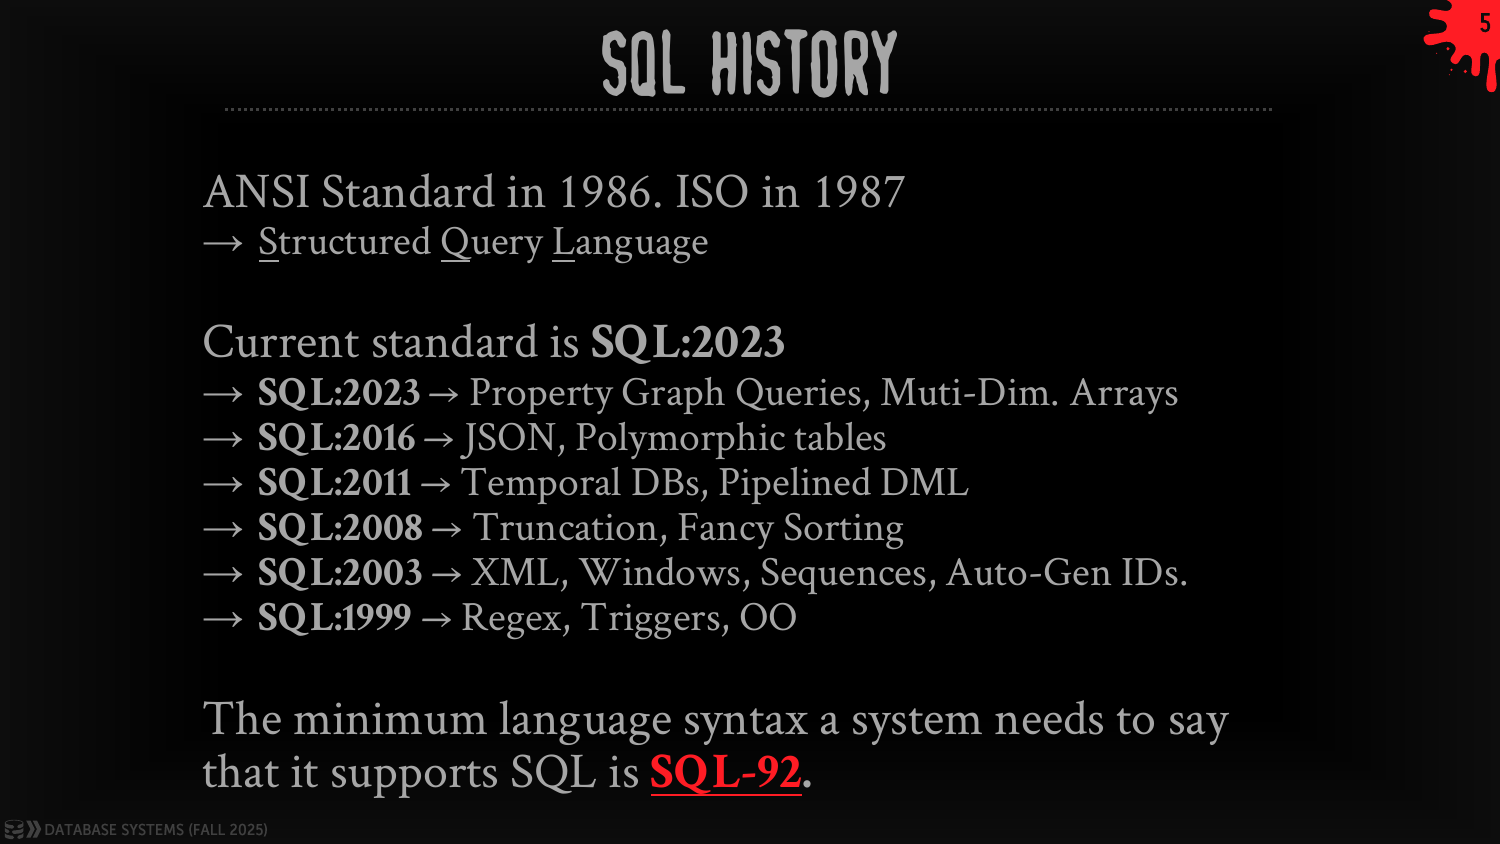 5
SQL HISTORY
ANSI Standard in 1986. ISO in 1987
→ Structured Query Language
Current standard is SQL:2023
→ SQL:2023 → Property Graph Queries, Muti-Dim. Arrays
→ SQL:2016 → JSON, Polymorphic tables
→ SQL:2011 → Temporal DBs, Pipelined DML
→ SQL:2008 → Truncation, Fancy Sorting
→ SQL:2003 → XML, Windows, Sequences, Auto-Gen IDs.
→ SQL:1999 → Regex, Triggers, OO
The minimum language syntax a system needs to say
that it supports SQL is SQL-92.
DATABASE SYSTEMS (FALL 2025)